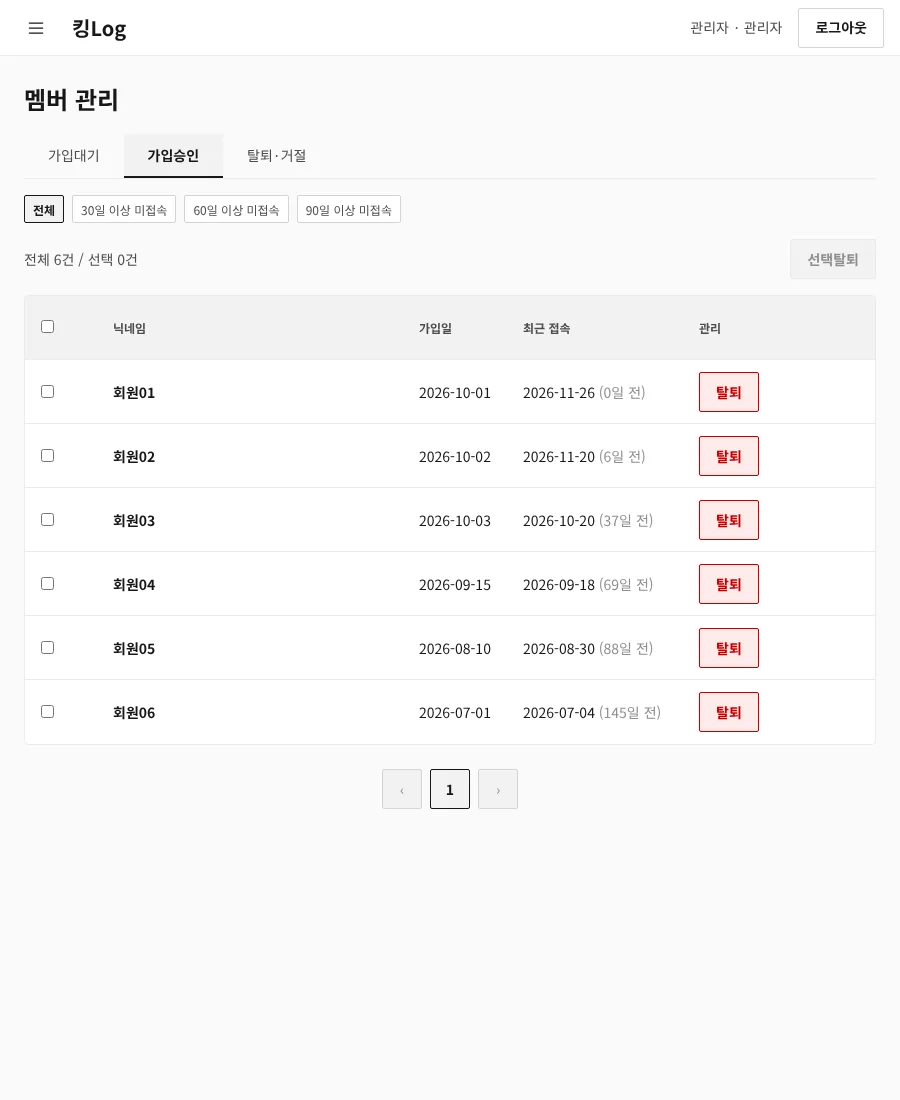 킹Log 관리자 · 관리자 로그아웃
멤버 관리
가입대기 가입승인 탈퇴·거절
전체 30일 이상 미접속 60일 이상 미접속 90일 이상 미접속
전체 6건 / 선택 0건 선택탈퇴
닉네임 가입일 최근 접속 관리
회원01 2026-10-01 2026-11-26 (0일 전) 탈퇴
회원02 2026-10-02 2026-11-20 (6일 전) 탈퇴
회원03 2026-10-03 2026-10-20 (37일 전) 탈퇴
회원04 2026-09-15 2026-09-18 (69일 전) 탈퇴
회원05 2026-08-10 2026-08-30 (88일 전) 탈퇴
회원06 2026-07-01 2026-07-04 (145일 전) 탈퇴
‹ 1 ›